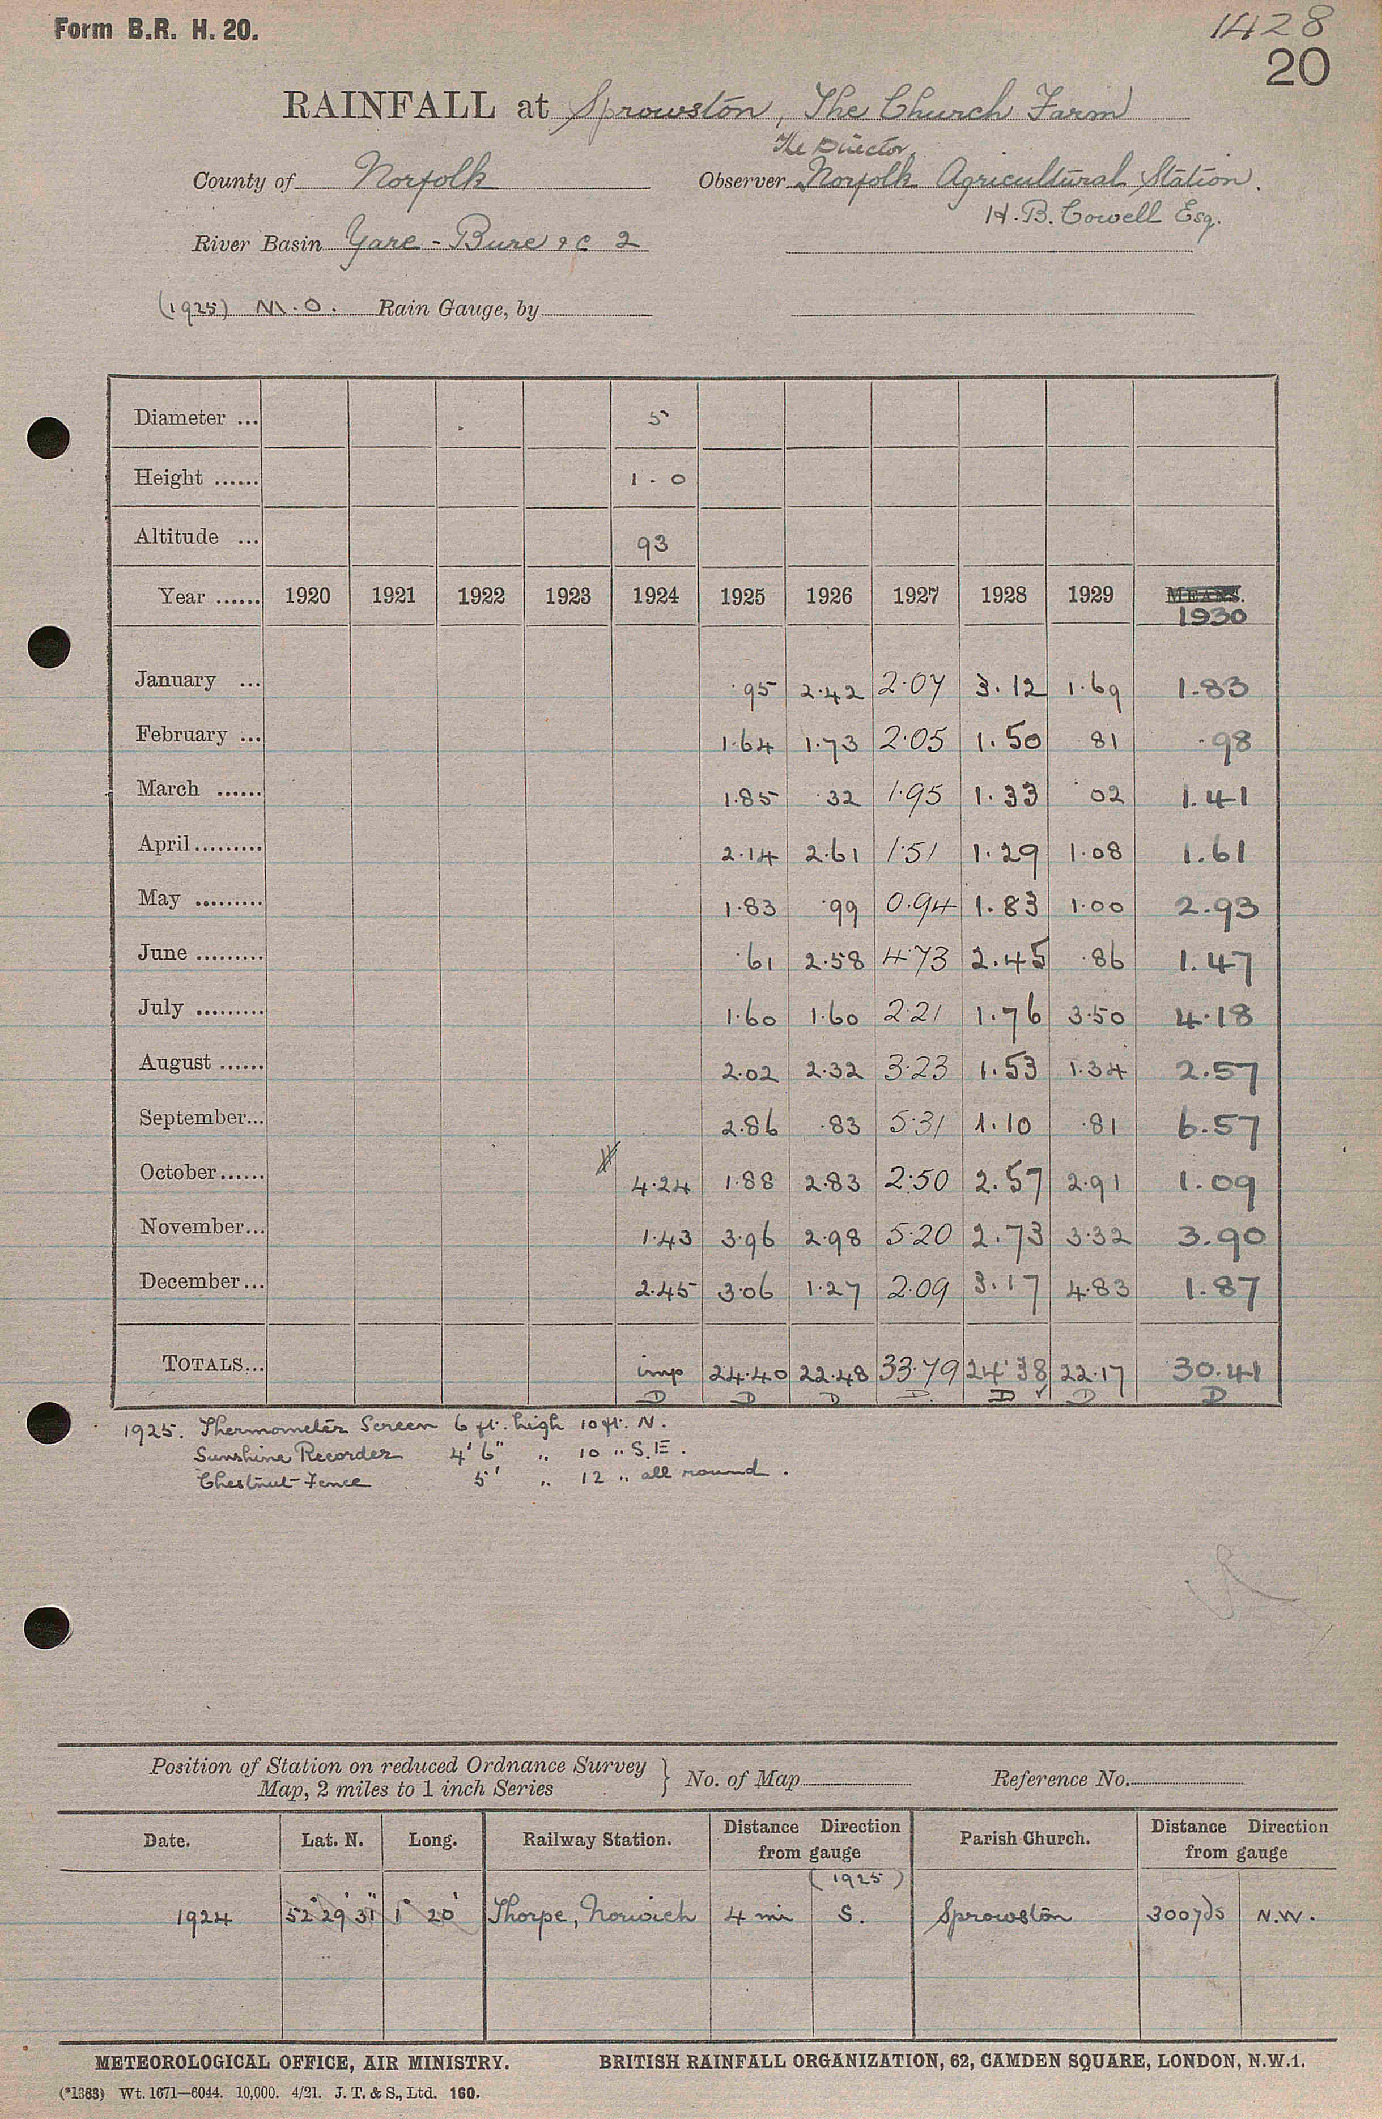 Form B.R. H. 20.
1428
20
RAINFALL at Sprowston, The Church Farm
The Director,
County of Norfolk Observer Norfolk Agricultural Station.
H. B. Cowell Esq.
River Basin Yare - Bure &c 2
(1925) M.O. Rain Gauge, by
Diameter ... 5
Height ...... 1 - 0
Altitude ... 93
Year ...... 1920 1921 1922 1923 1924 1925 1926 1927 1928 1929 MEANS.
1930
January ... ·95 2·42 2·07 3.12 1·69 1.83
February ... 1·64 1·73 2·05 1.50 ·81 ·98
March ...... 1·85 ·32 1·95 1.33 ·02 1.41
April ......... 2·14 2·61 1·51 1.29 1·08 1.61
May ......... 1·83 ·99 0·94 1.83 1·00 2.93
June ......... ·61 2·58 4·73 2.45 ·86 1.47
July ......... 1·60 1·60 2·21 1.76 3·50 4.18
August ...... 2·02 2·32 3·23 1.53 1·34 2.57
September... 2·86 ·83 5·31 1.10 ·81 6.57
October...... 4·24 1·88 2·83 2·50 2.57 2·91 1.09
November... 1·43 3·96 2·98 5·20 2.73 3·32 3.90
December... 2·45 3·06 1·27 2·09 3.17 4·83 1.87
TOTALS... imp 24·40 22·48 33·79 24·38 22·17 30.41
D D D D D ✓ D D
1925. Thermometer Screen 6 ft. high 10 ft. N.
Sunshine Recorder 4' 6" " 10 " S.E.
Chestnut Fence 5' " 12 " all round.
Position of Station on reduced Ordnance Survey
Map, 2 miles to 1 inch Series } No. of Map Reference No.
Date. Lat. N. Long. Railway Station. Distance Direction from gauge Parish Church. Distance Direction from gauge
(1925)
1924 52° 29' 31" 1° 20' Thorpe, Norwich 4 mi S. Sprowston 300 yds N.W.
METEOROLOGICAL OFFICE, AIR MINISTRY. BRITISH RAINFALL ORGANIZATION, 62, CAMDEN SQUARE, LONDON, N.W.1.
(*1363) Wt. 1671—6044. 10,000. 4/21. J. T. & S., Ltd. 160.